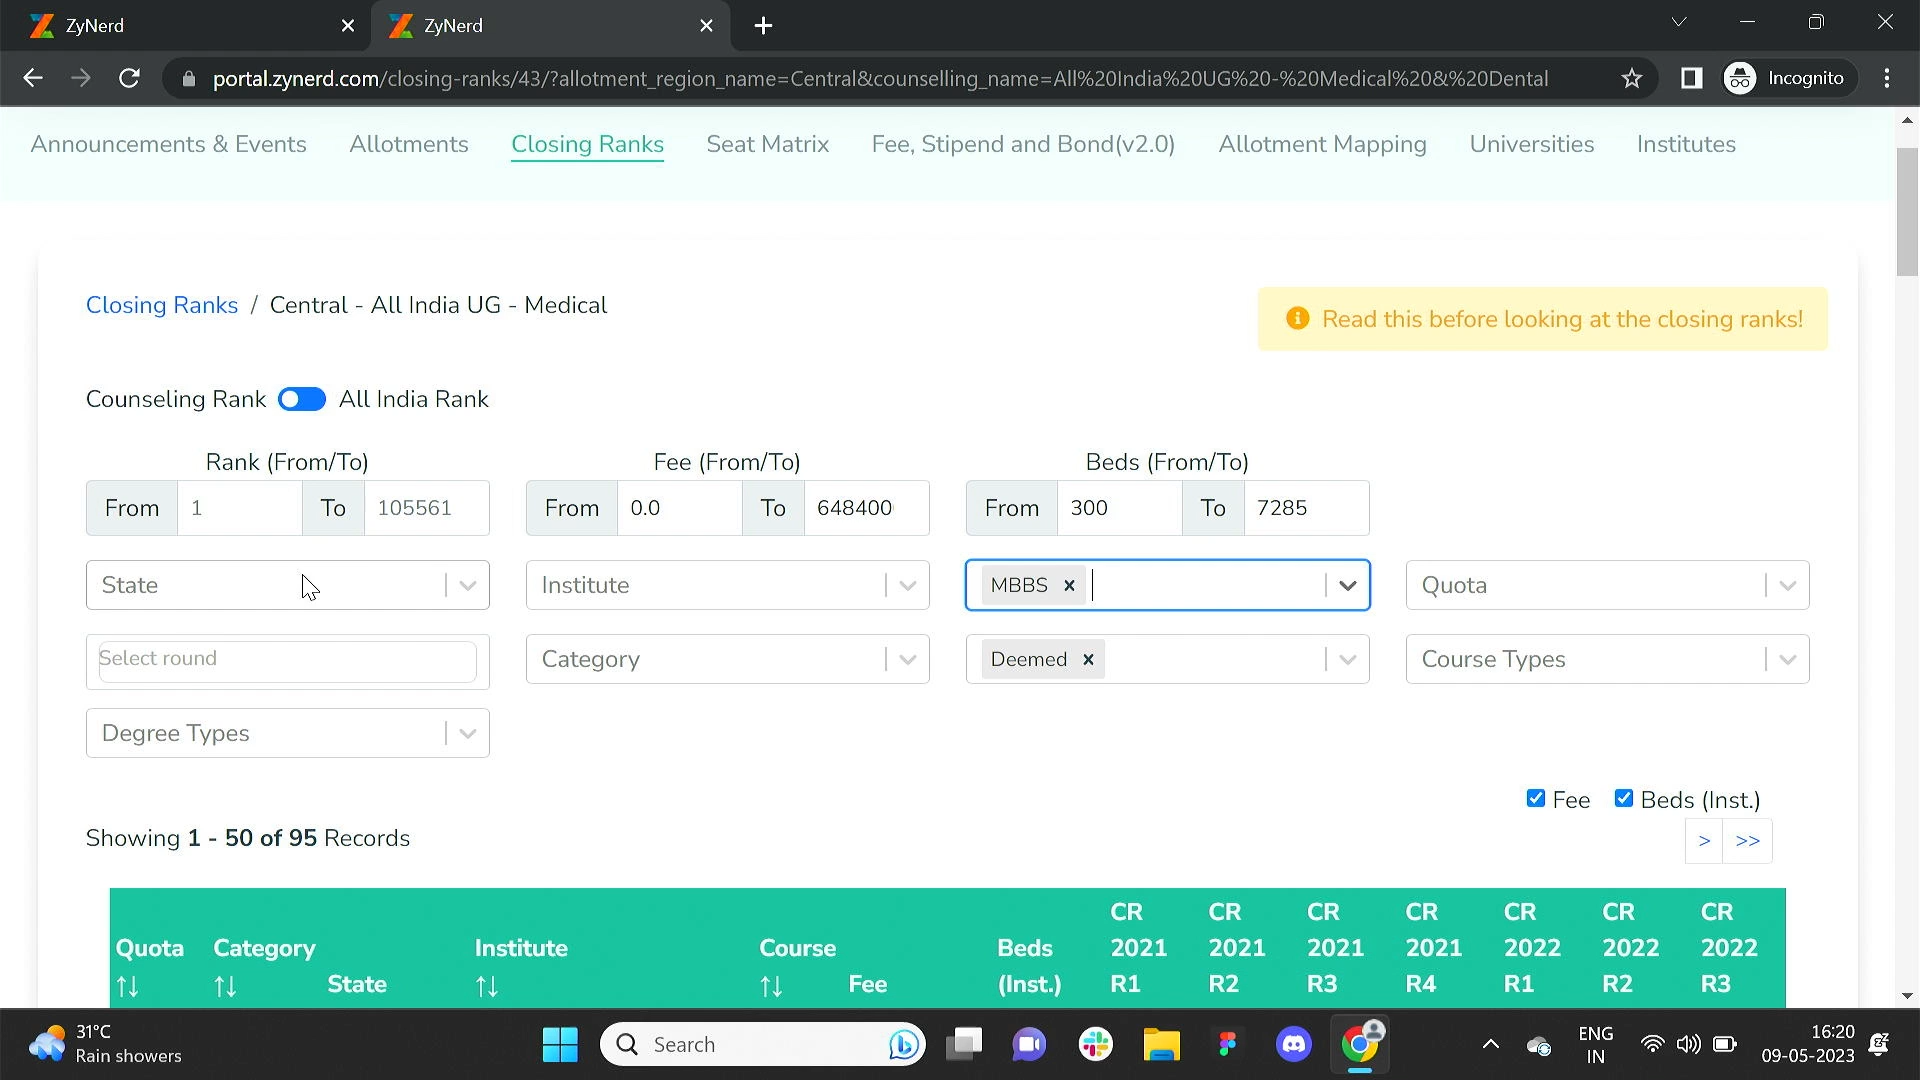 ZyNerd
ZyNerd
portal.zynerd.com/closing-ranks/43/?allotment_region_name=Central&counselling_name=All%20India%20UG%20-%20Medical%20&%20Dental
Incognito
Announcements & Events Allotments Closing Ranks Seat Matrix Fee, Stipend and Bond(v2.0) Allotment Mapping Universities Institutes
Closing Ranks / Central - All India UG - Medical
Read this before looking at the closing ranks!
Counseling Rank All India Rank
Rank (From/To) Fee (From/To) Beds (From/To)
From 1 To 105561 From 0.0 To 648400 From 300 To 7285
State Institute MBBS Quota
Select round Category Deemed Course Types
Degree Types
Fee Beds (Inst.)
Showing 1 - 50 of 95 Records
> >>
CR CR CR CR CR CR CR
Quota Category Institute Course Beds 2021 2021 2021 2021 2022 2022 2022
State Fee (Inst.) R1 R2 R3 R4 R1 R2 R3
31°C
Rain showers
Search
ENG
IN
16:20
09-05-2023